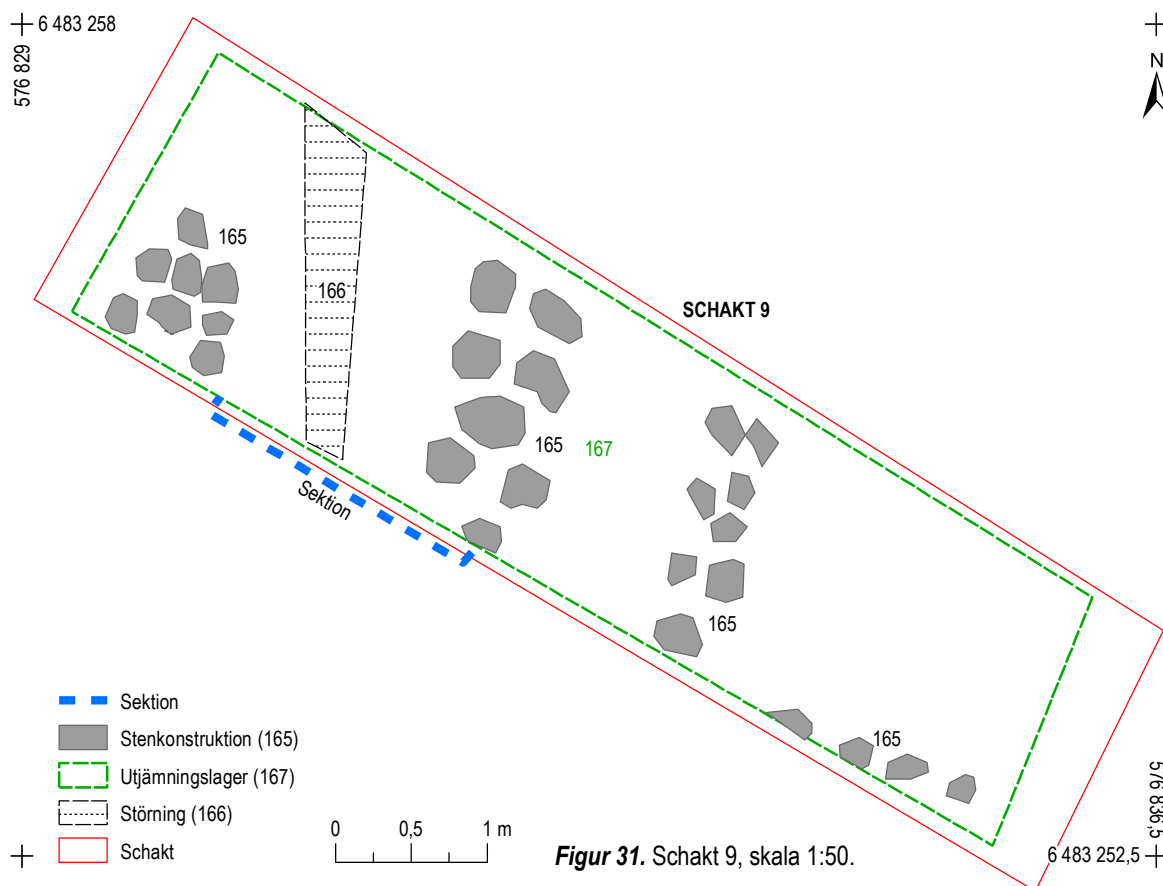 6 483 258
576 829
N
165
166
SCHAKT 9
165
167
Sektion
165
165
Sektion
Stenkonstruktion (165)
Utjämningslager (167)
Störning (166)
Schakt
0 0,5 1 m
Figur 31. Schakt 9, skala 1:50.
576 836,5
6 483 252,5